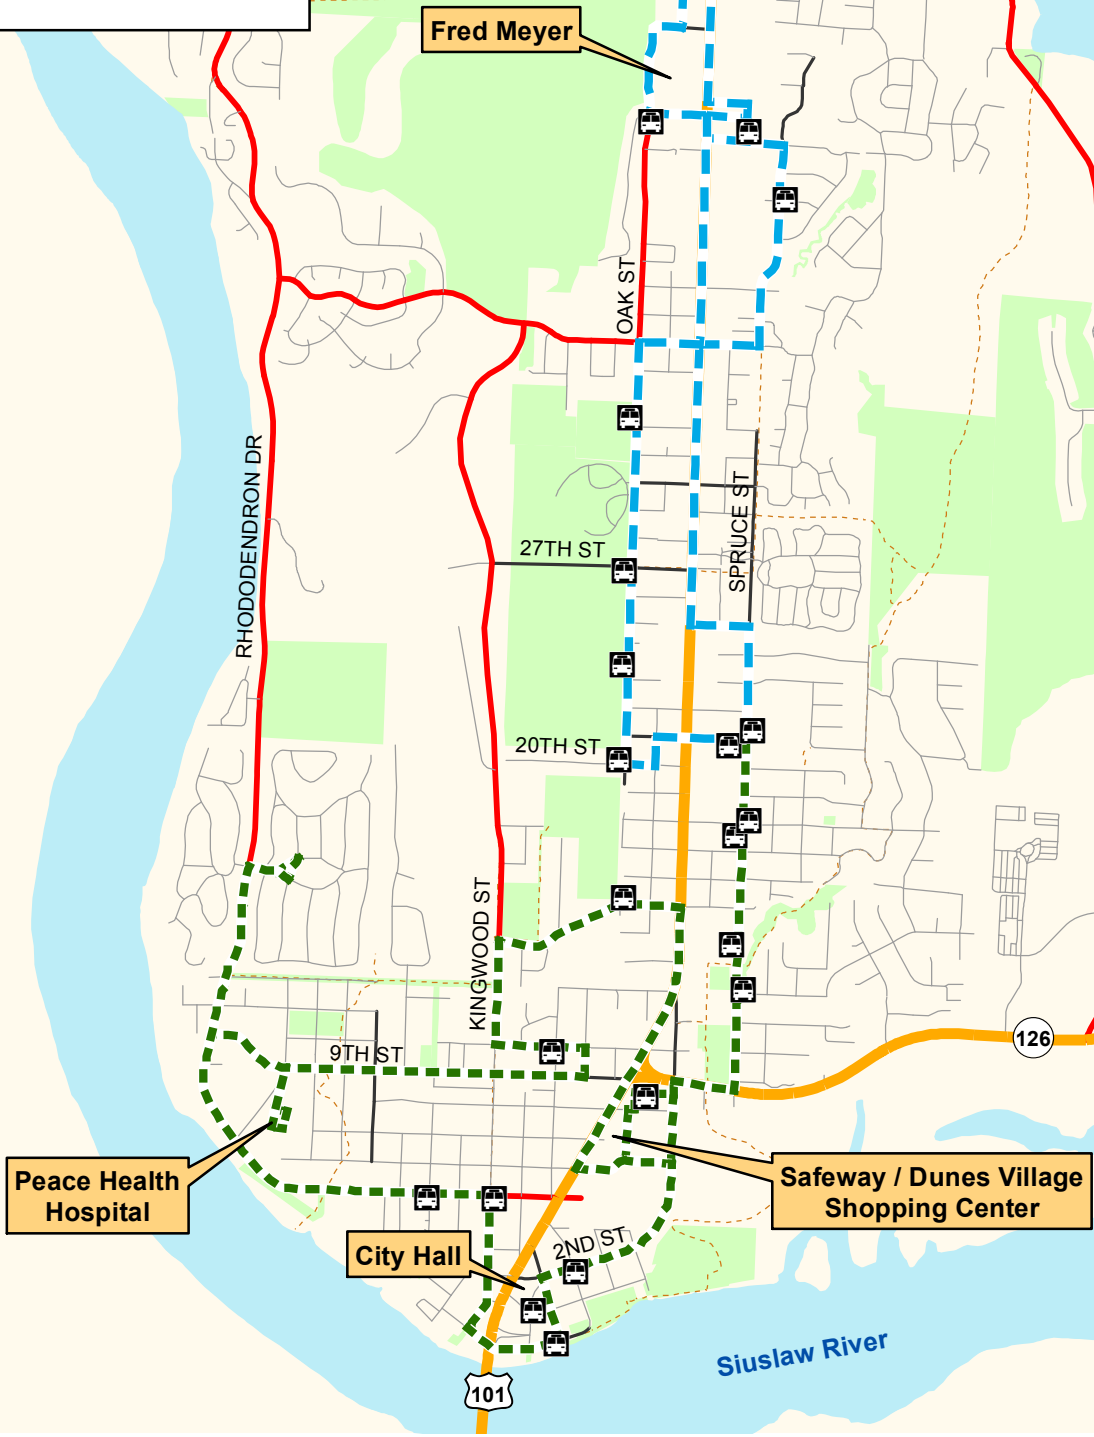 Fred Meyer
OAK ST
RHODODENDRON DR
SPRUCE ST
27TH ST
20TH ST
KINGWOOD ST
126
9TH ST
Peace Health
Hospital
Safeway / Dunes Village
Shopping Center
City Hall
2ND ST
Siuslaw River
101